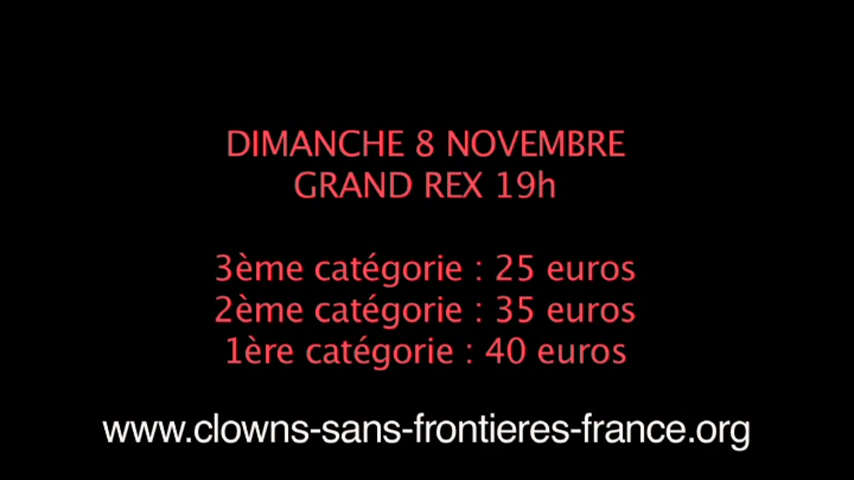 DIMANCHE 8 NOVEMBRE
GRAND REX 19h
3ème catégorie : 25 euros
2ème catégorie : 35 euros
1ère catégorie : 40 euros
www.clowns-sans-frontieres-france.org